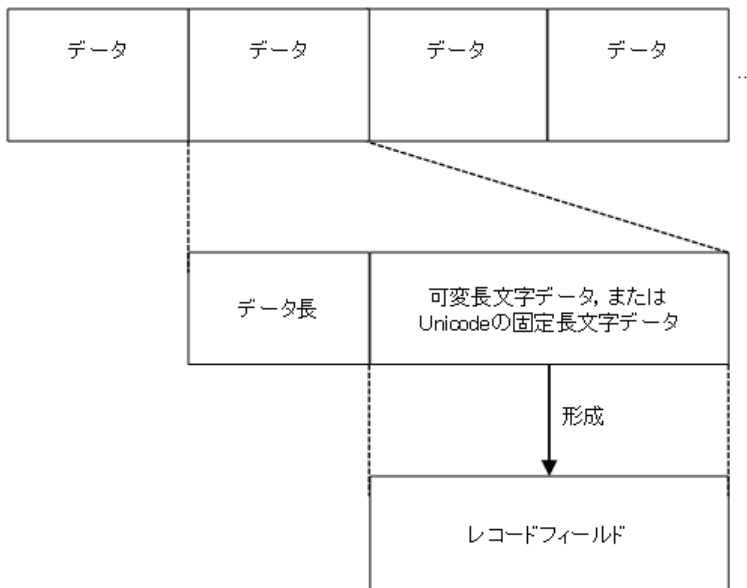 データ データ データ データ ..
データ長
可変長文字データ, または
Unicodeの固定長文字データ
形成
レコードフィールド